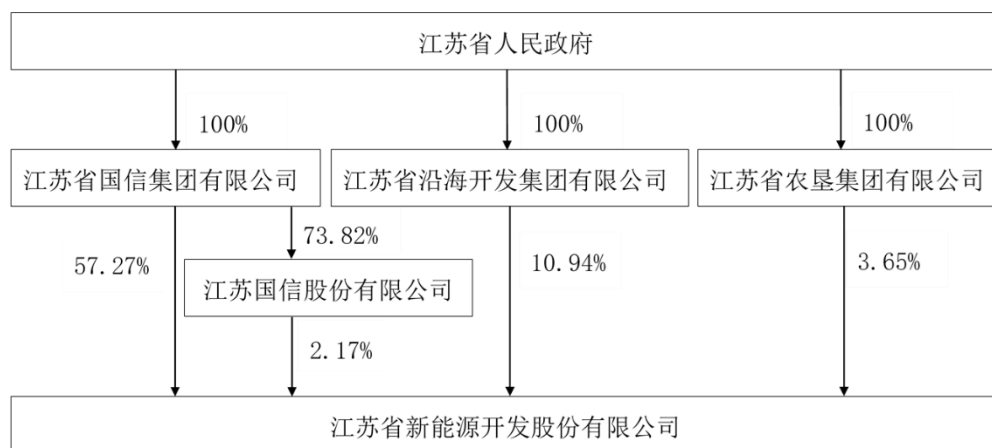 江苏省人民政府
100%
100%
100%
江苏省国信集团有限公司
江苏省沿海开发集团有限公司
江苏省农垦集团有限公司
73.82%
57.27%
10.94%
3.65%
江苏国信股份有限公司
2.17%
江苏省新能源开发股份有限公司